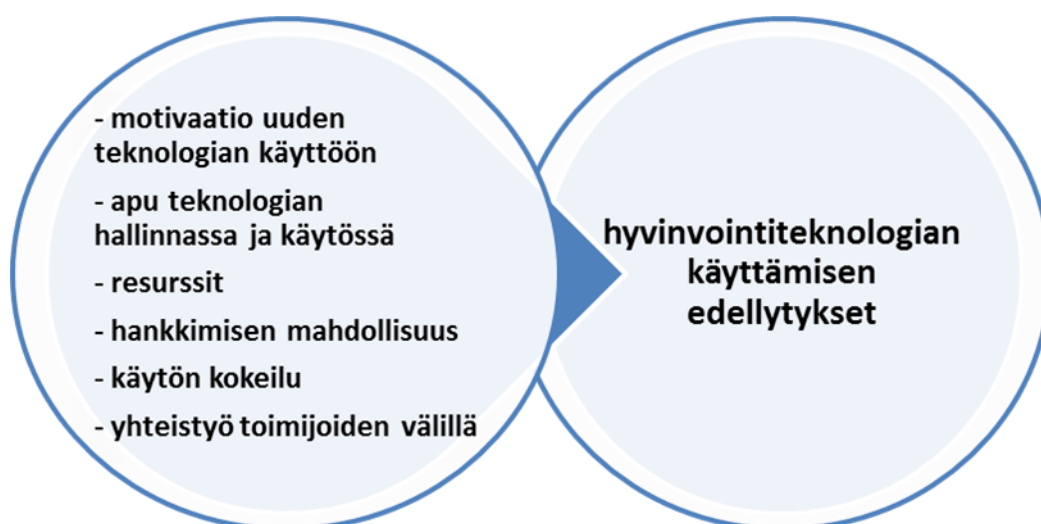 - motivaatio uuden
teknologian käyttöön
- apu teknologian
hallinnassa ja käytössä
- resurssit
- hankkimisen mahdollisuus
- käytön kokeilu
- yhteistyö toimijoiden välillä
hyvinvointiteknologian
käyttämisen
edellytykset